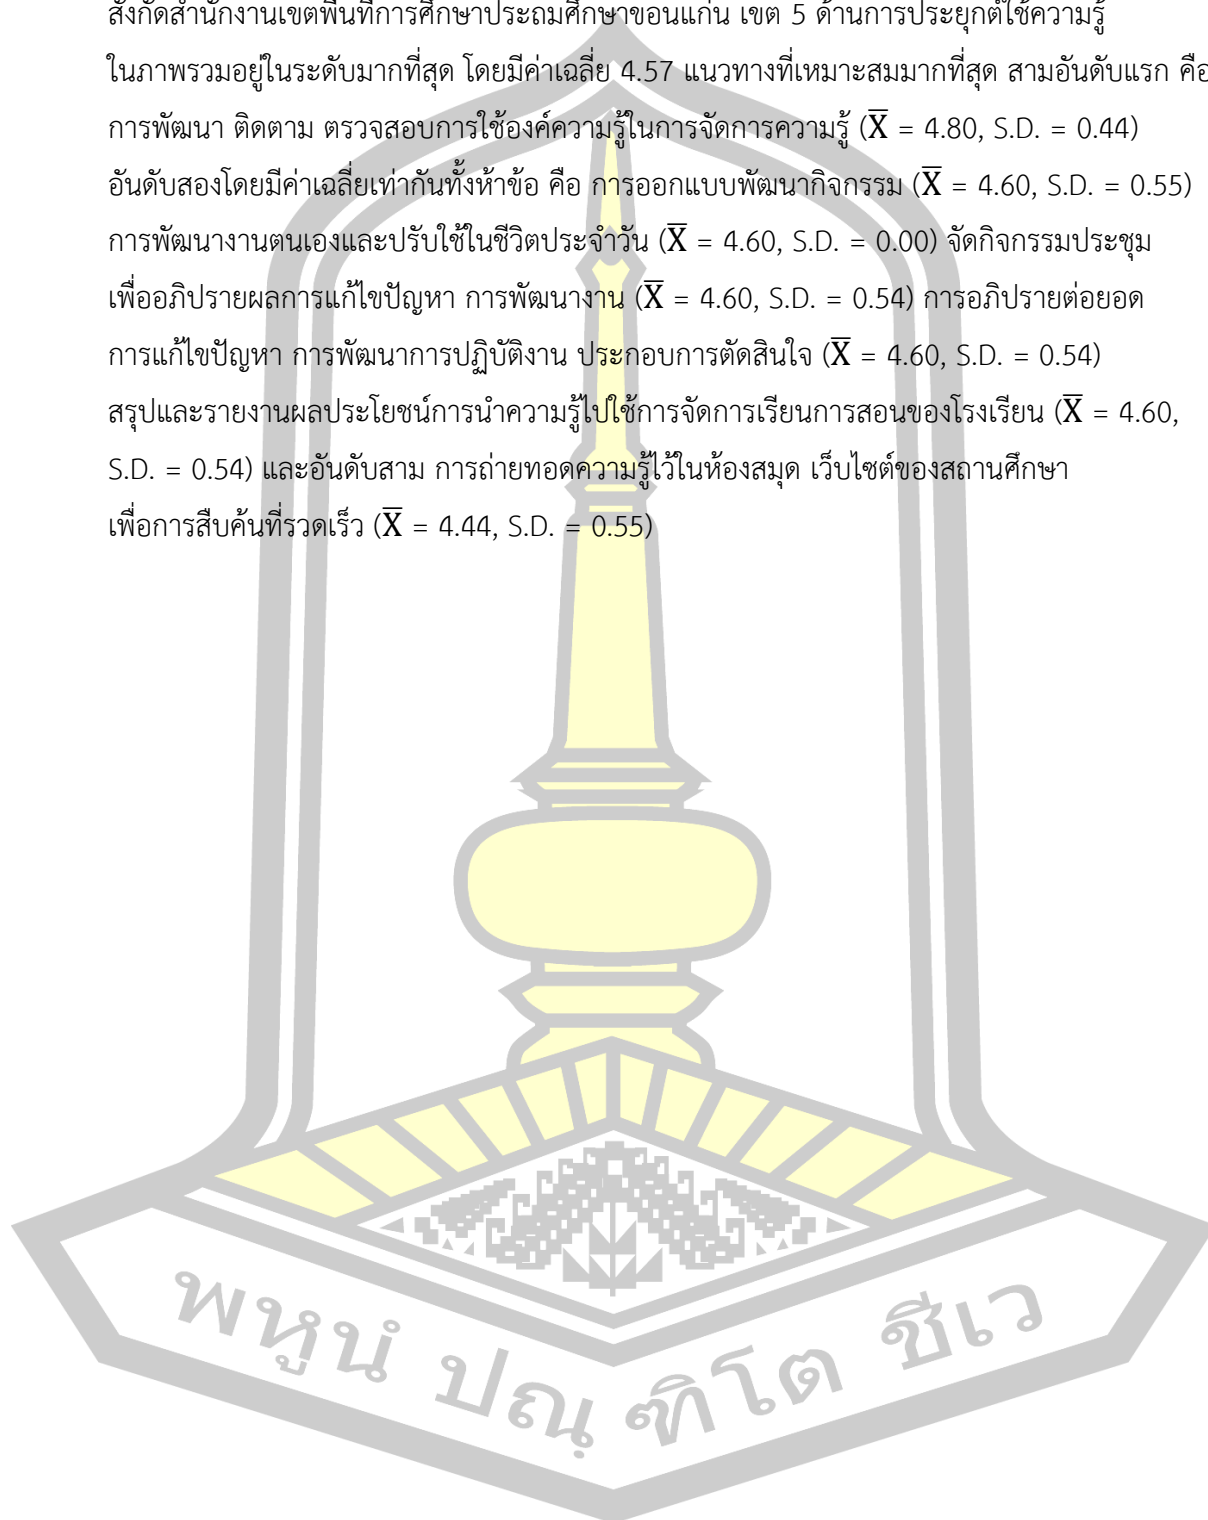 สังกัดสำนักงานเขตพื้นที่การศึกษาประถมศึกษาขอนแก่น เขต 5 ด้านการประยุกต์ใช้ความรู้
ในภาพรวมอยู่ในระดับมากที่สุด โดยมีค่าเฉลี่ย 4.57 แนวทางที่เหมาะสมมากที่สุด สามอันดับแรก คือ
การพัฒนา ติดตาม ตรวจสอบการใช้องค์ความรู้ในการจัดการความรู้ (X̅ = 4.80, S.D. = 0.44)
อันดับสองโดยมีค่าเฉลี่ยเท่ากันทั้งห้าข้อ คือ การออกแบบพัฒนากิจกรรม (X̅ = 4.60, S.D. = 0.55)
การพัฒนางานตนเองและปรับใช้ในชีวิตประจำวัน (X̅ = 4.60, S.D. = 0.00) จัดกิจกรรมประชุม
เพื่ออภิปรายผลการแก้ไขปัญหา การพัฒนางาน (X̅ = 4.60, S.D. = 0.54) การอภิปรายต่อยอด
การแก้ไขปัญหา การพัฒนาการปฏิบัติงาน ประกอบการตัดสินใจ (X̅ = 4.60, S.D. = 0.54)
สรุปและรายงานผลประโยชน์การนำความรู้ไปใช้การจัดการเรียนการสอนของโรงเรียน (X̅ = 4.60,
S.D. = 0.54) และอันดับสาม การถ่ายทอดความรู้ไว้ในห้องสมุด เว็บไซต์ของสถานศึกษา
เพื่อการสืบค้นที่รวดเร็ว (X̅ = 4.44, S.D. = 0.55)
พหูนํ ปณฺฑิโต ชีเว